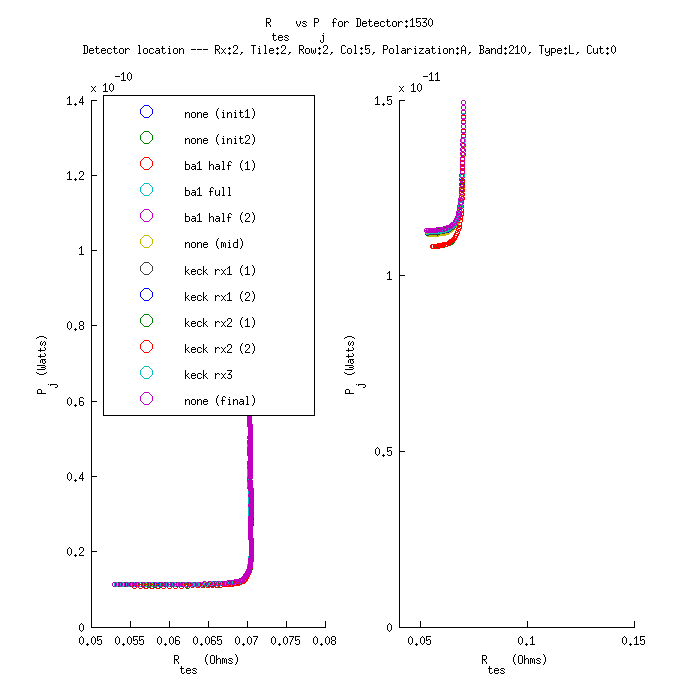 R    vs P  for Detector:1530
tes      j
Detector location --- Rx:2, Tile:2, Row:2, Col:5, Polarization:A, Band:210, Type:L, Cut:0
x 10-10
1.4
1.2
1
0.8
0.6
0.4
0.2
0
P (Watts)
j
none (init1)
none (init2)
ba1 half (1)
ba1 full
ba1 half (2)
none (mid)
keck rx1 (1)
keck rx1 (2)
keck rx2 (1)
keck rx2 (2)
keck rx3
none (final)
0.05 0.055 0.06 0.065 0.07 0.075 0.08
R    (Ohms)
tes
x 10-11
1.5
1
0.5
0
P (Watts)
j
0.05 0.1 0.15
R    (Ohms)
tes